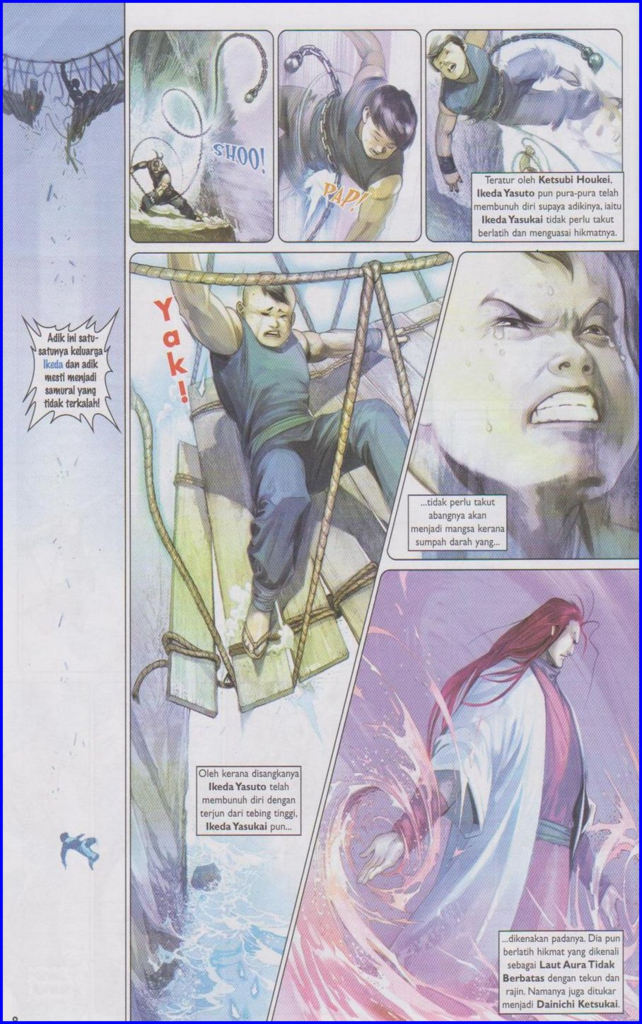 Adik ini satu-
satunya keluarga
Ikeda dan adik
mesti menjadi
samurai yang
tidak terkalah!
SHOO!
PAP!
Teratur oleh Ketsubi Houkei,
Ikeda Yasuto pun pura-pura telah
membunuh diri supaya adikinya, iaitu
Ikeda Yasukai tidak perlu takut
berlatih dan menguasai hikmatnya.
Yak!
...tidak perlu takut
abangnya akan
menjadi mangsa kerana
sumpah darah yang...
Oleh kerana disangkanya
Ikeda Yasuto telah
membunuh diri dengan
terjun dari tebing tinggi,
Ikeda Yasukai pun...
...dikenakan padanya. Dia pun
berlatih hikmat yang dikenali
sebagai Laut Aura Tidak
Berbatas dengan tekun dan
rajin. Namanya juga ditukar
menjadi Dainichi Ketsukai.